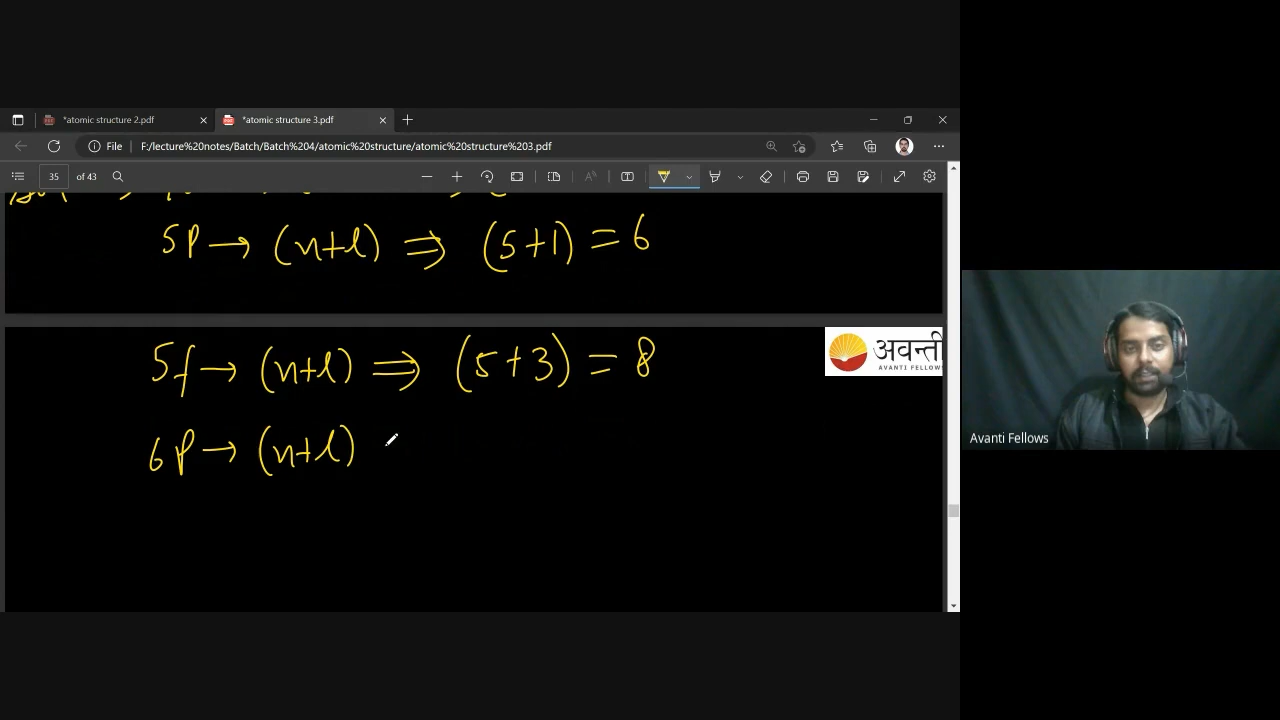 *atomic structure 2.pdf
*atomic structure 3.pdf
File F:/lecture%20notes/Batch/Batch%204/atomic%20structure/atomic%20structure%203.pdf
35 of 43
5p → (n+l) ⇒ (5+1) = 6
अवन्ती
AVANTI FELLOW
5f → (n+l) ⇒ (5+3) = 8
6p → (n+l)
Avanti Fellows